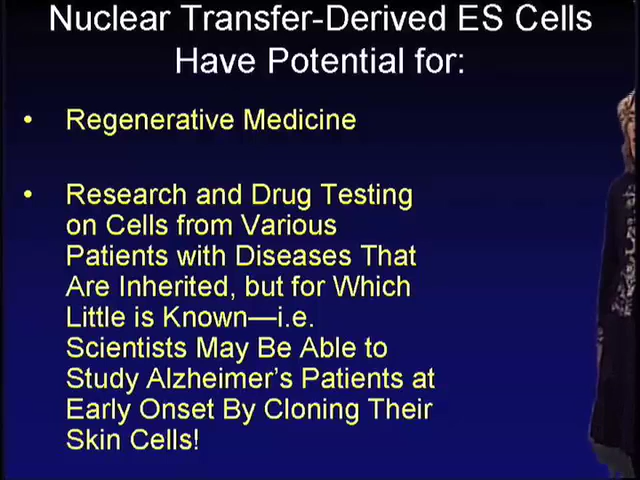 Nuclear Transfer-Derived ES Cells
Have Potential for:
• Regenerative Medicine
• Research and Drug Testing
on Cells from Various
Patients with Diseases That
Are Inherited, but for Which
Little is Known—i.e.
Scientists May Be Able to
Study Alzheimer's Patients at
Early Onset By Cloning Their
Skin Cells!